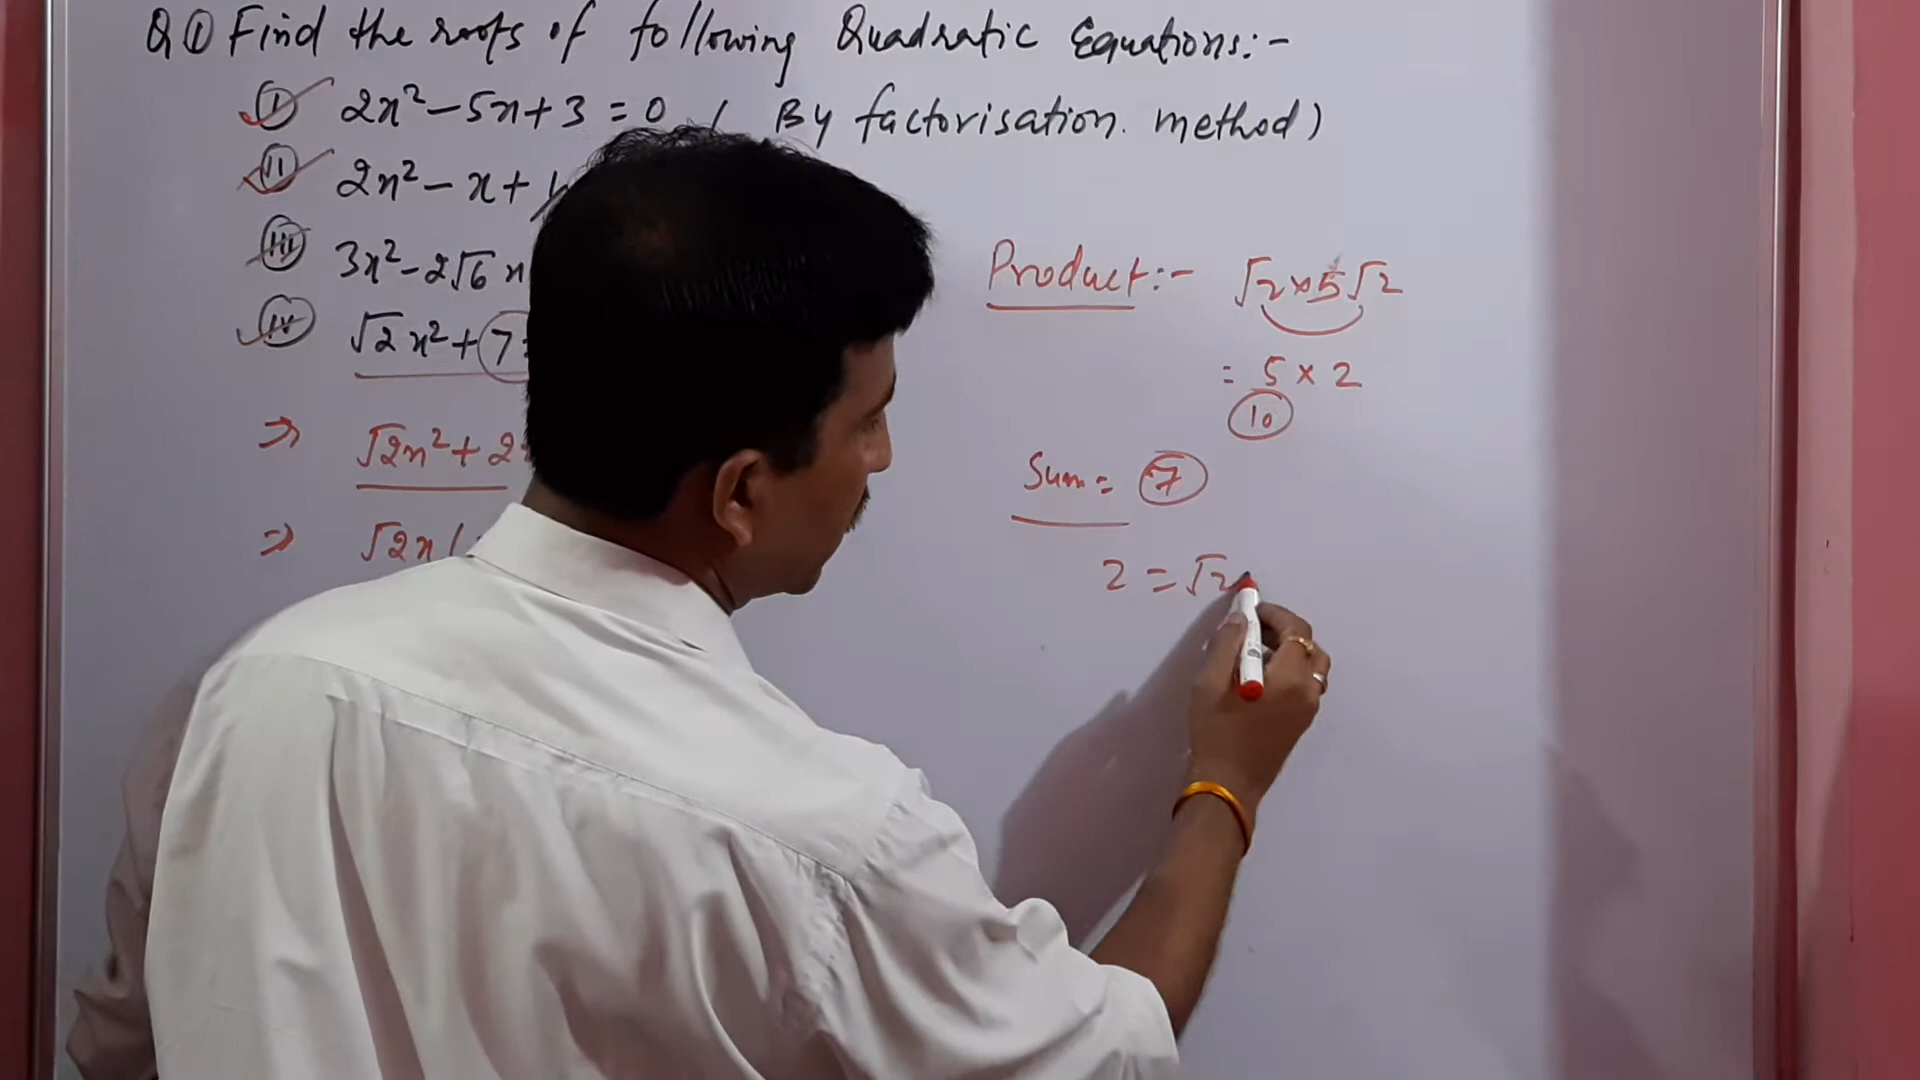 Q① Find the roots of following Quadratic Equations:-
(I) 2x²-5x+3=0 ( By factorisation. method)
(II) 2x²-x+
(III) 3x²-2√6x
(IV) √2x²+7
⇒ √2x²+2
⇒ √2x(
Product:- √2×5√2
= 5×2
10
Sum= 7
2=√2